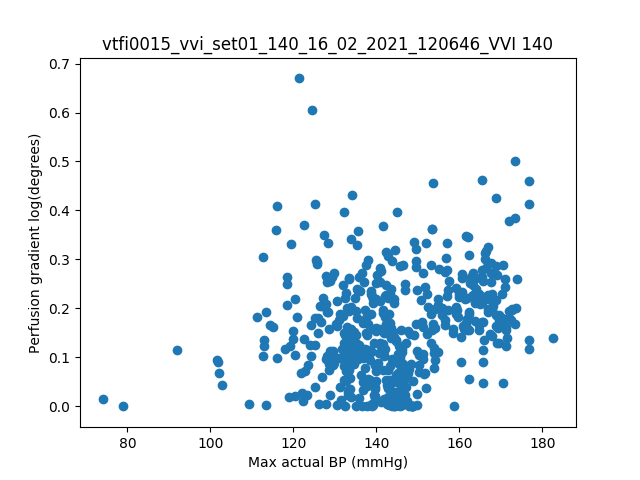 vtfi0015_vvi_set01_140_16_02_2021_120646_VVI 140
0.7
0.6
0.5
0.4
0.3
0.2
0.1
0.0
Perfusion gradient log(degrees)
80 100 120 140 160 180
Max actual BP (mmHg)